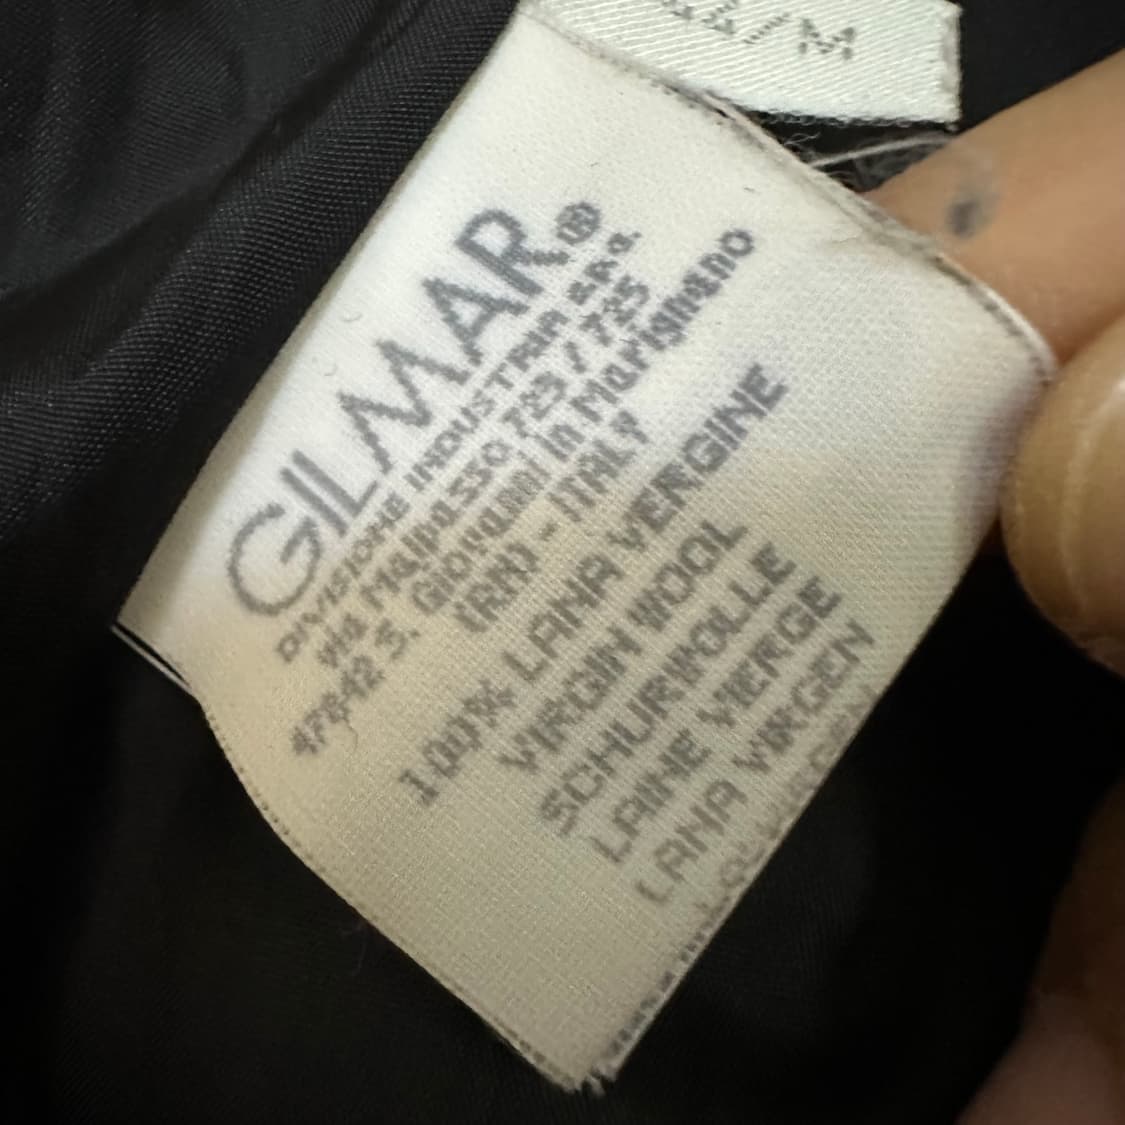 /M
GILMAR®
DIVISIONE INDUSTRIA s.p.a.
Via Malpasso 723/725
47842 S. Giovanni in Marignano
(RN) - ITALY
100% LANA VERGINE
VIRGIN WOOL
SCHURWOLLE
LAINE VIERGE
LANA VIRGEN